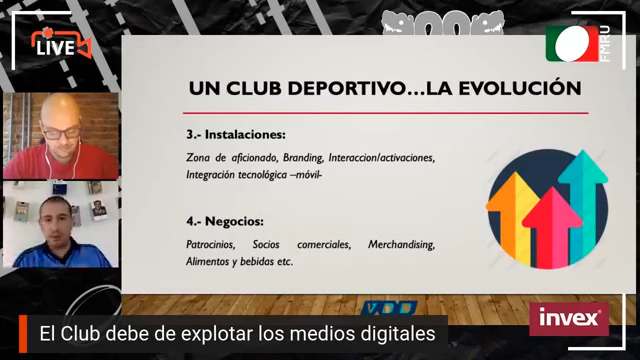 LIVE
FMRU
UN CLUB DEPORTIVO...LA EVOLUCIÓN
3.- Instalaciones:
Zona de aficionado, Branding, Interaccion/activaciones,
Integración tecnológica –móvil-
4.- Negocios:
Patrocinios, Socios comerciales, Merchandising,
Alimentos y bebidas etc.
invex
El Club debe de explotar los medios digitales